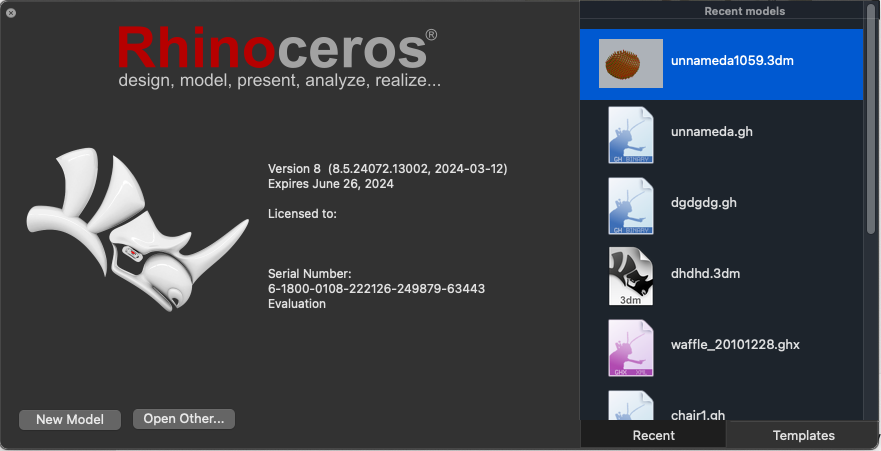 Rhinoceros®
design, model, present, analyze, realize...
Version 8 (8.5.24072.13002, 2024-03-12)
Expires June 26, 2024
Licensed to:
Serial Number:
6-1800-0108-222126-249879-63443
Evaluation
New Model
Open Other...
Recent models
unnameda1059.3dm
unnameda.gh
GH BINARY
dgdgdg.gh
GH BINARY
dhdhd.3dm
3dm
waffle_20101228.ghx
GHX XML
chair1.gh
Recent
Templates